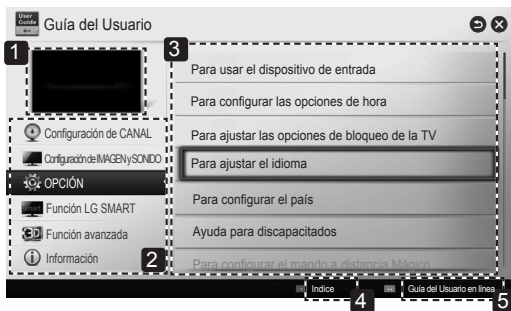 User Guide
Guía del Usuario
1
3
Para usar el dispositivo de entrada
Para configurar las opciones de hora
Para ajustar las opciones de bloqueo de la TV
Para ajustar el idioma
Para configurar el país
Ayuda para discapacitados
Para configurar el mando a distancia Mágico
Configuración de CANAL
Configuración de IMAGEN y SONIDO
OPCIÓN
Función LG SMART
3D Función avanzada
Información
2
Indice
4
Guía del Usuario en línea
5